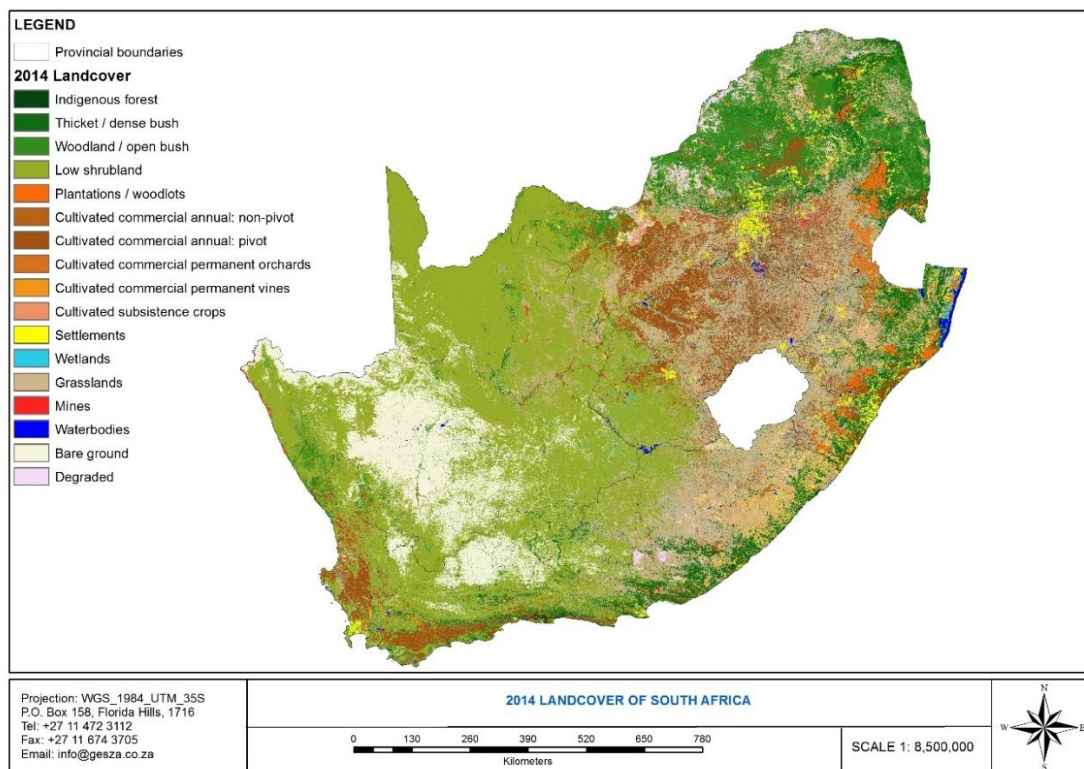 LEGEND
Provincial boundaries
2014 Landcover
Indigenous forest
Thicket / dense bush
Woodland / open bush
Low shrubland
Plantations / woodlots
Cultivated commercial annual: non-pivot
Cultivated commercial annual: pivot
Cultivated commercial permanent orchards
Cultivated commercial permanent vines
Cultivated subsistence crops
Settlements
Wetlands
Grasslands
Mines
Waterbodies
Bare ground
Degraded
Projection: WGS_1984_UTM_35S
P.O. Box 158, Florida Hills, 1716
Tel: +27 11 472 3112
Fax: +27 11 674 3705
Email: info@gesza.co.za
2014 LANDCOVER OF SOUTH AFRICA
0 130 260 390 520 650 780
Kilometers
SCALE 1: 8,500,000
N
W E
S